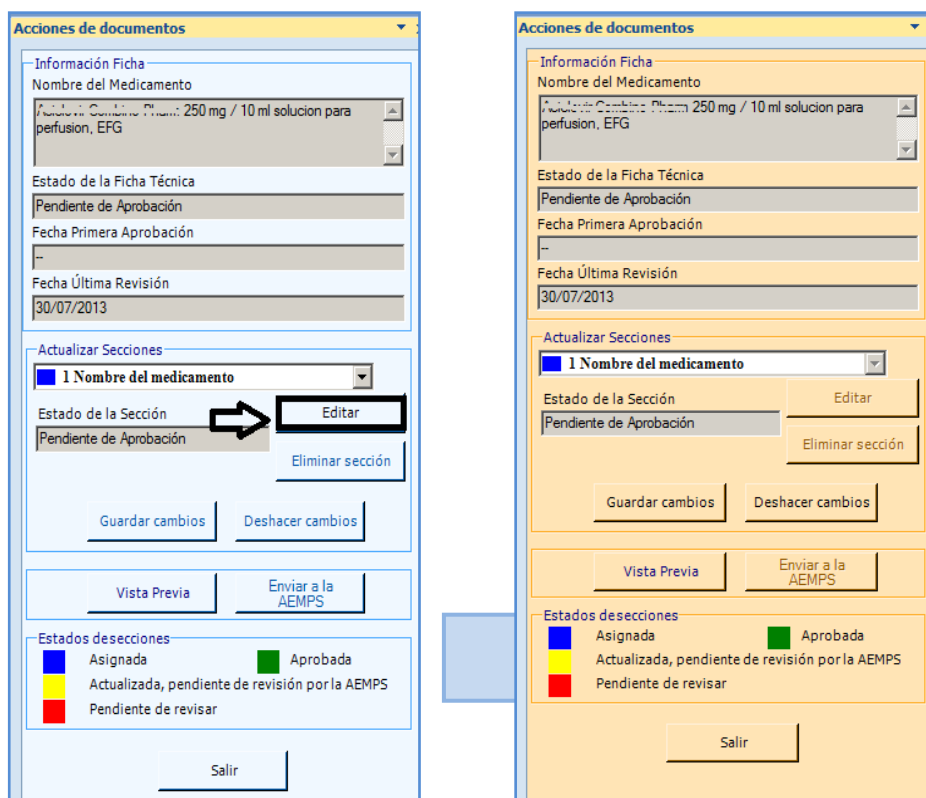 Acciones de documentos
Información Ficha
Nombre del Medicamento
250 mg / 10 ml solucion para
perfusion, EFG
Estado de la Ficha Técnica
Pendiente de Aprobación
Fecha Primera Aprobación
--
Fecha Última Revisión
30/07/2013
Actualizar Secciones
1 Nombre del medicamento
Estado de la Sección
Editar
Pendiente de Aprobación
Eliminar sección
Guardar cambios
Deshacer cambios
Vista Previa
Enviar a la
AEMPS
Estados de secciones
Asignada
Aprobada
Actualizada, pendiente de revisión por la AEMPS
Pendiente de revisar
Salir
Acciones de documentos
Información Ficha
Nombre del Medicamento
250 mg / 10 ml solucion para
perfusion, EFG
Estado de la Ficha Técnica
Pendiente de Aprobación
Fecha Primera Aprobación
--
Fecha Última Revisión
30/07/2013
Actualizar Secciones
1 Nombre del medicamento
Estado de la Sección
Editar
Pendiente de Aprobación
Eliminar sección
Guardar cambios
Deshacer cambios
Vista Previa
Enviar a la
AEMPS
Estados de secciones
Asignada
Aprobada
Actualizada, pendiente de revisión por la AEMPS
Pendiente de revisar
Salir